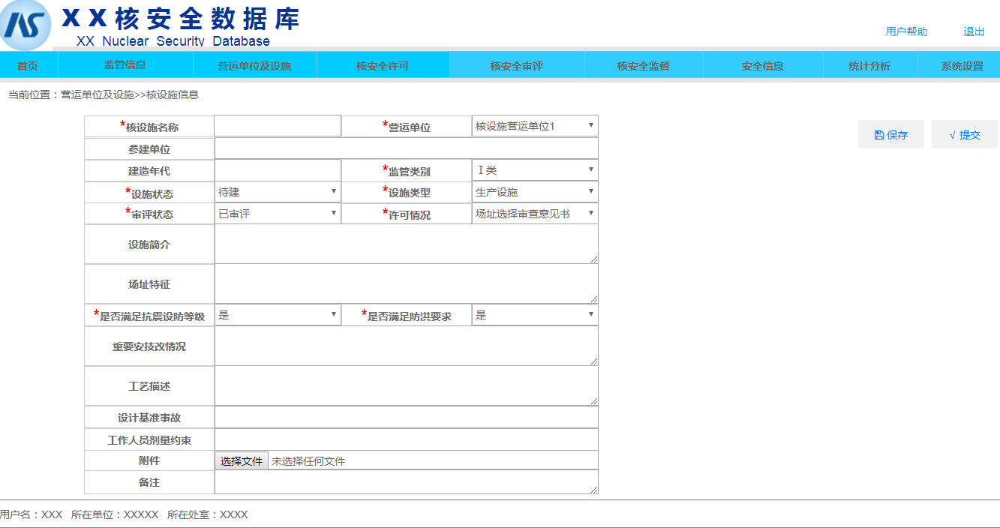 XX核安全数据库
XX Nuclear Security Database
用户帮助 退出
首页 监管信息 营运单位及设施 核安全许可 核安全审评 核安全监督 安全信息 统计分析 系统设置
当前位置：营运单位及设施>>核设施信息
*核设施名称 *营运单位 核设施营运单位1
保存 √ 提交
参建单位
建造年代 *监管类别 Ⅰ类
*设施状态 待建 *设施类型 生产设施
*审评状态 已审评 *许可情况 场址选择审查意见书
设施简介
场址特征
*是否满足抗震设防等级 是 *是否满足防洪要求 是
重要安技改情况
工艺描述
设计基准事故
工作人员剂量约束
附件 选择文件 未选择任何文件
备注
用户名：XXX 所在单位：XXXXX 所在处室：XXXX